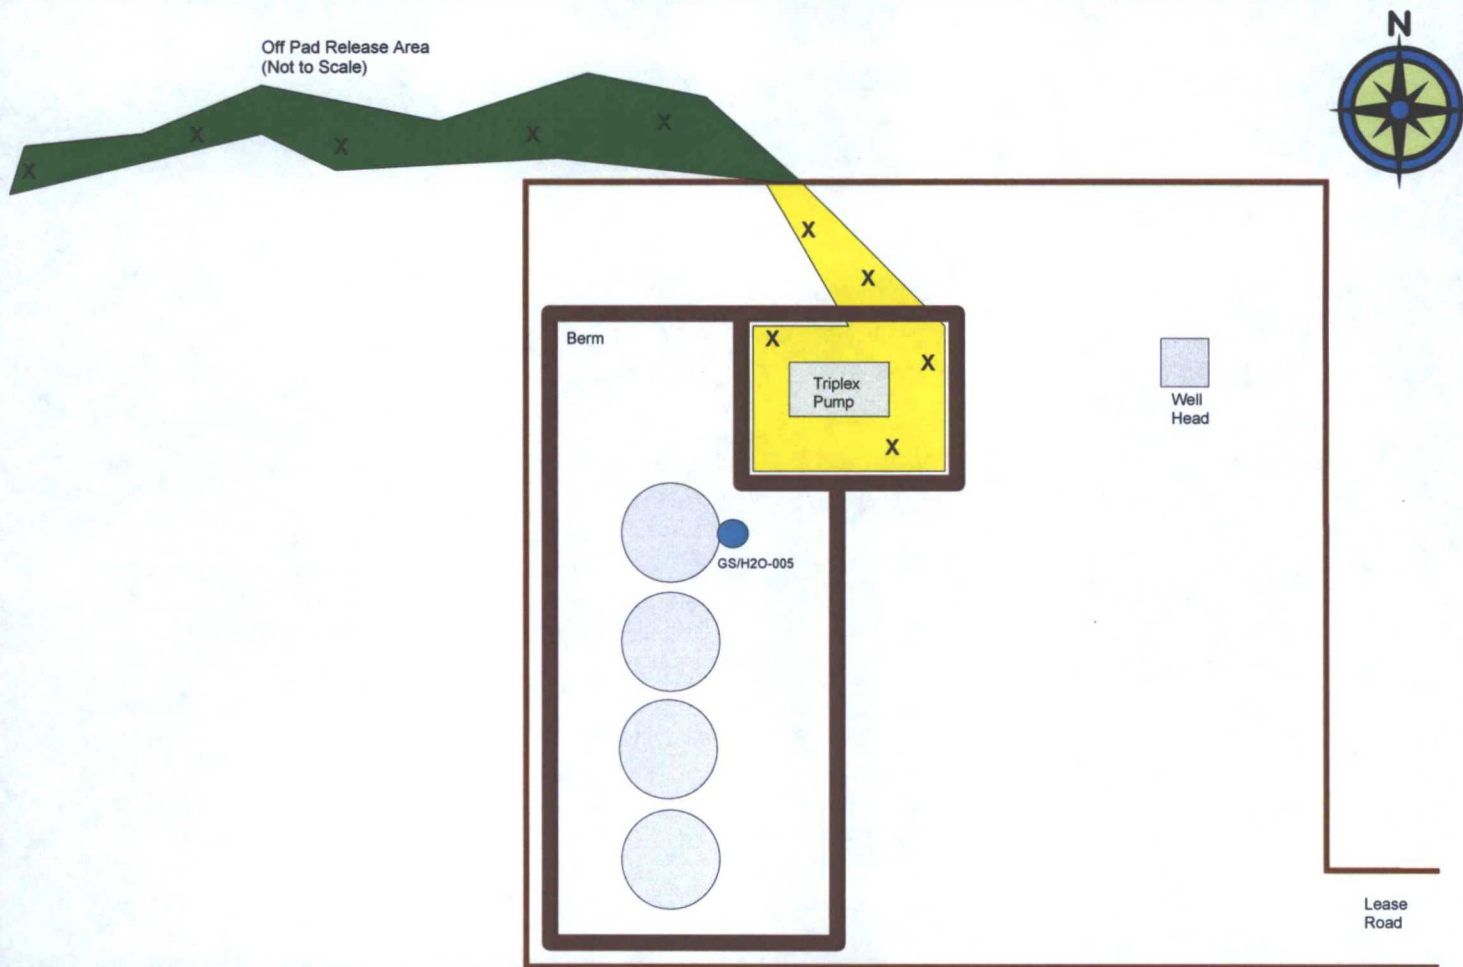 Off Pad Release Area
(Not to Scale)
N
X
X
X
X
X
X
X
Berm
X
X
Triplex
Pump
X
Well
Head
GS/H2O-005
Lease
Road